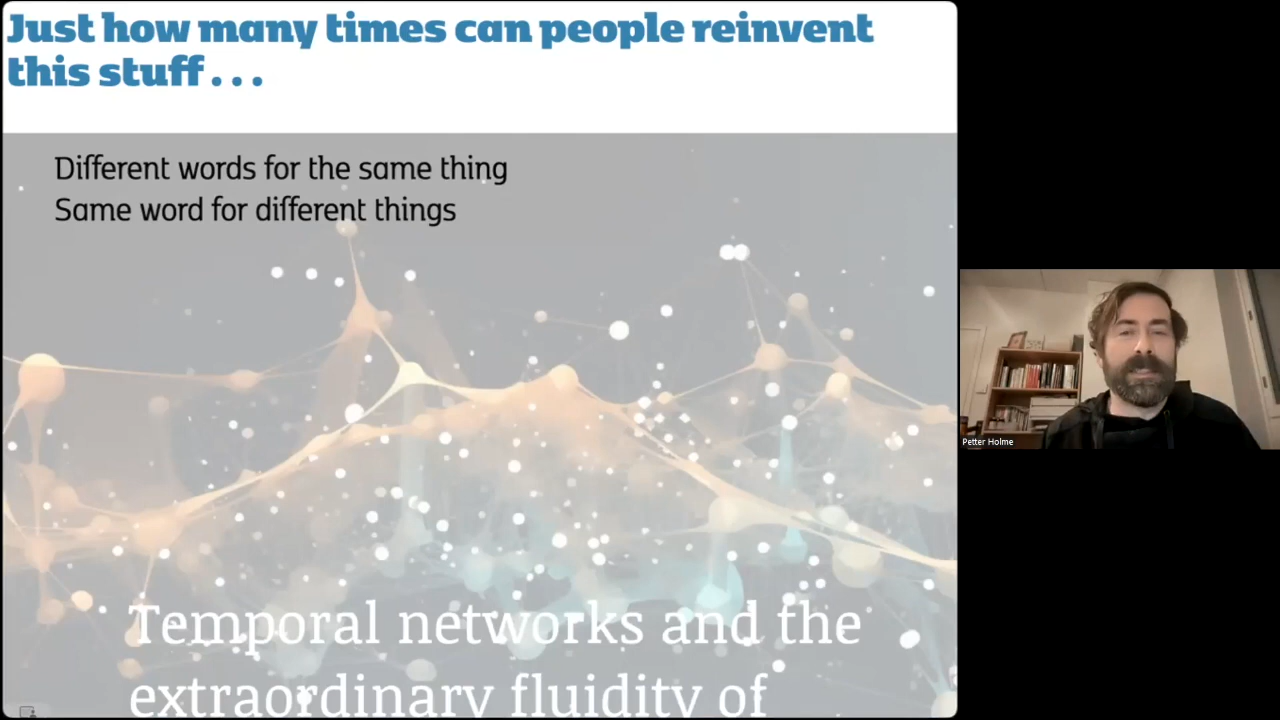 Just how many times can people reinvent
this stuff . . .
Different words for the same thing
Same word for different things
Temporal networks and the
extraordinary fluidity of
Petter Holme